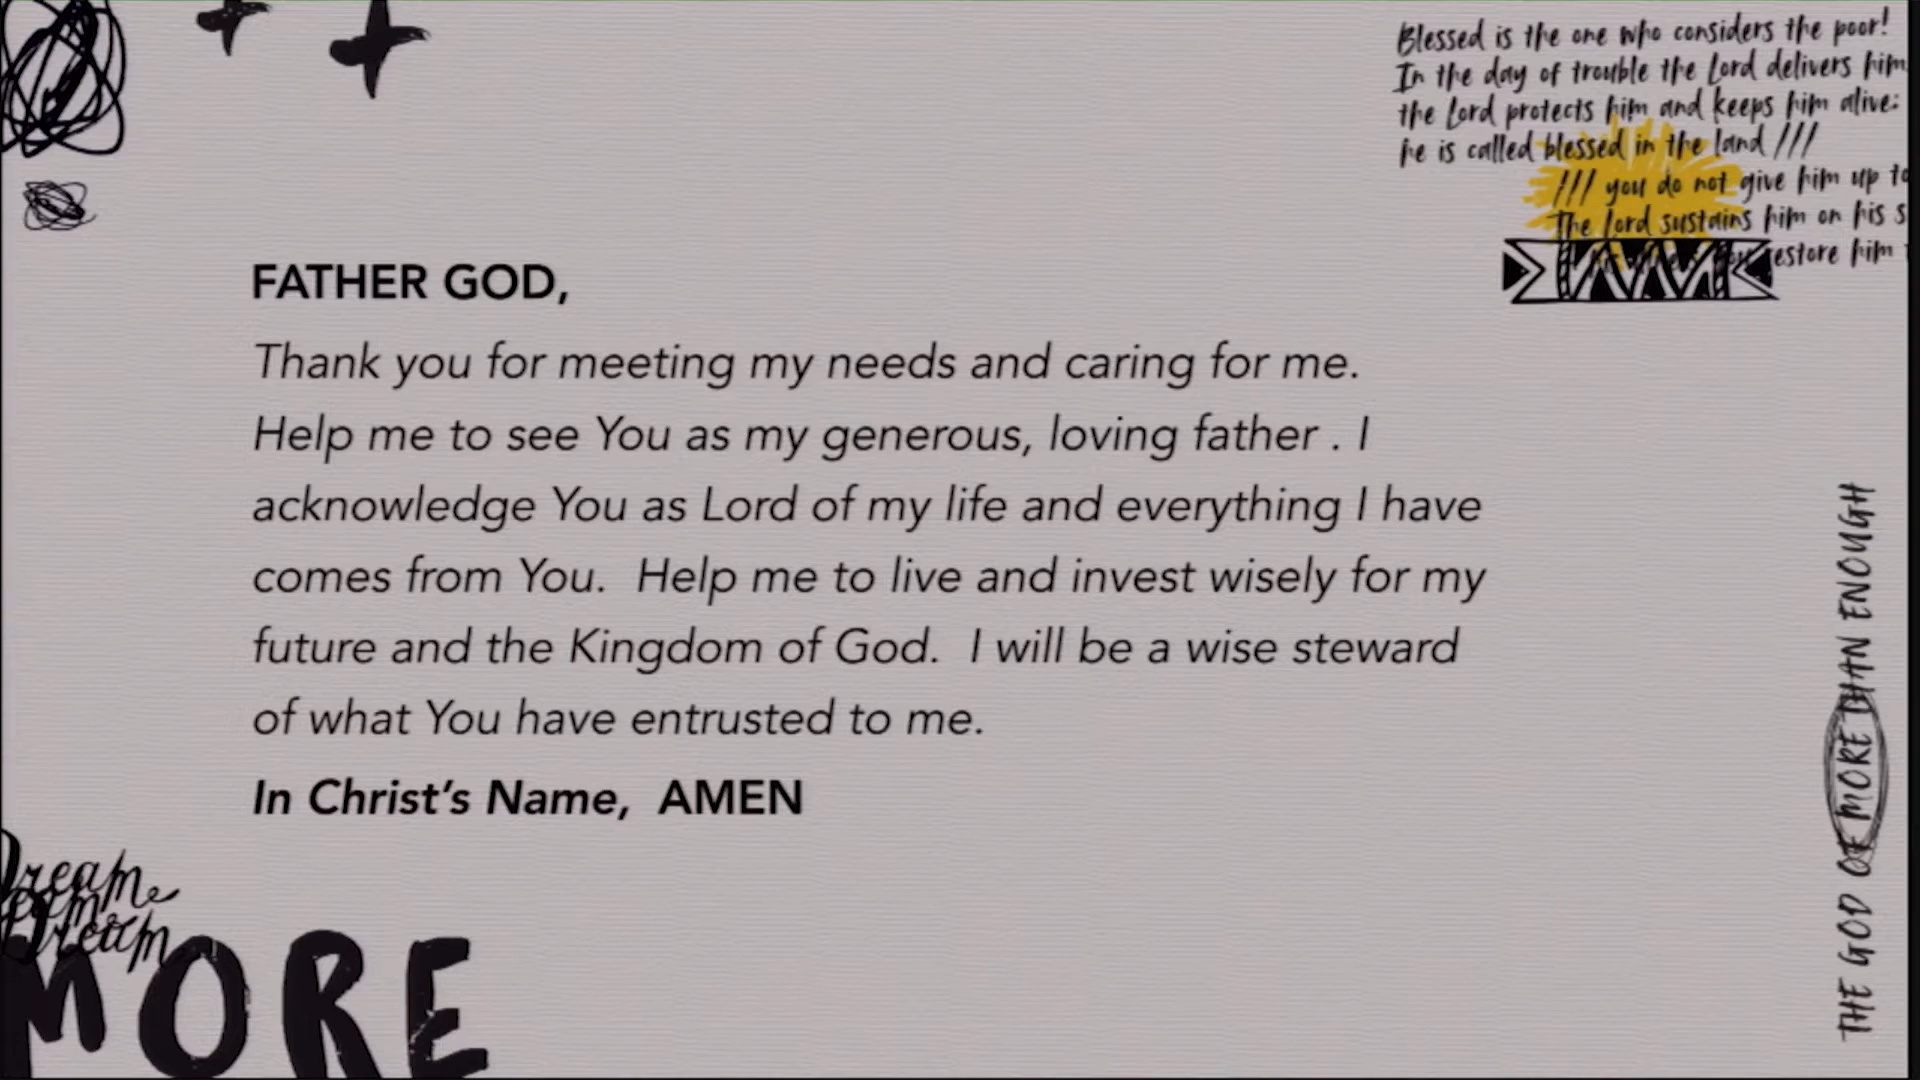 Blessed is the one who considers the poor!
In the day of trouble the Lord delivers him
the Lord protects him and keeps him alive;
he is called blessed in the land ///
/// you do not give him up to
The Lord sustains him on his s
restore him
FATHER GOD,
Thank you for meeting my needs and caring for me.
Help me to see You as my generous, loving father . I
acknowledge You as Lord of my life and everything I have
comes from You.  Help me to live and invest wisely for my
future and the Kingdom of God.  I will be a wise steward
of what You have entrusted to me.
In Christ's Name,  AMEN
THE GOD OF MORE THAN ENOUGH
Dream
Dream
MORE